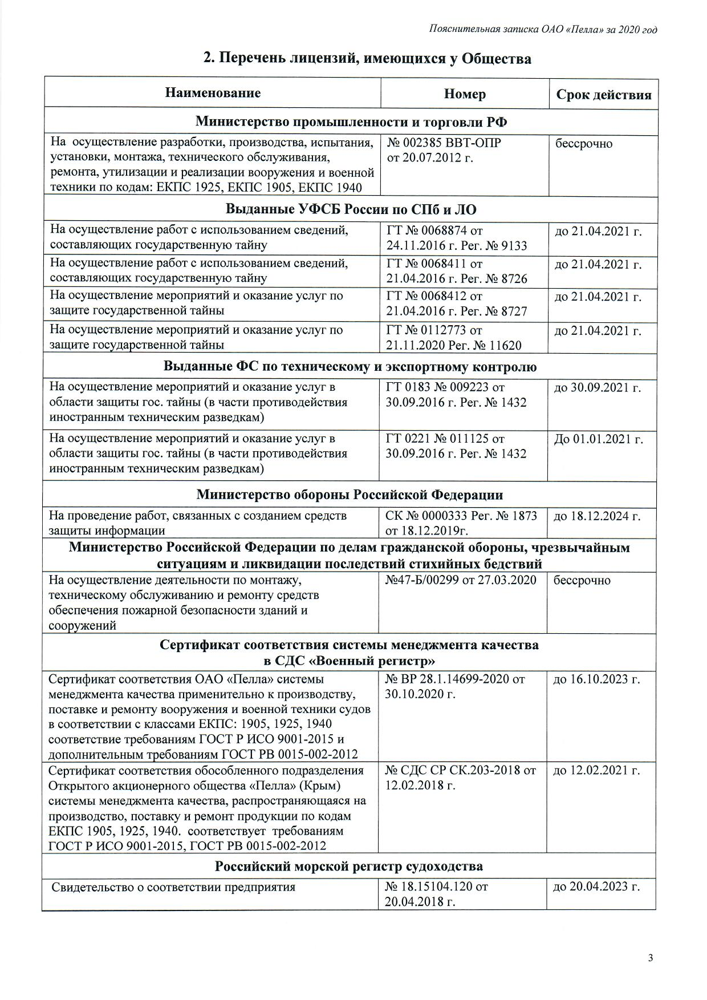 Пояснительная записка ОАО «Пелла» за 2020 год
2. Перечень лицензий, имеющихся у Общества
Наименование
Номер
Срок действия
Министерство промышленности и торговли РФ
На осуществление разработки, производства, испытания,
установки, монтажа, технического обслуживания,
ремонта, утилизации и реализации вооружения и военной
техники по кодам: ЕКПС 1925, ЕКПС 1905, ЕКПС 1940
№ 002385 ВВТ-ОПР
от 20.07.2012 г.
бессрочно
Выданные УФСБ России по СПб и ЛО
На осуществление работ с использованием сведений,
составляющих государственную тайну
ГТ № 0068874 от
24.11.2016 г. Рег. № 9133
до 21.04.2021 г.
На осуществление работ с использованием сведений,
составляющих государственную тайну
ГТ № 0068411 от
21.04.2016 г. Рег. № 8726
до 21.04.2021 г.
На осуществление мероприятий и оказание услуг по
защите государственной тайны
ГТ № 0068412 от
21.04.2016 г. Рег. № 8727
до 21.04.2021 г.
На осуществление мероприятий и оказание услуг по
защите государственной тайны
ГТ № 0112773 от
21.11.2020 Рег. № 11620
до 21.04.2021 г.
Выданные ФС по техническому и экспортному контролю
На осуществление мероприятий и оказание услуг в
области защиты гос. тайны (в части противодействия
иностранным техническим разведкам)
ГТ 0183 № 009223 от
30.09.2016 г. Рег. № 1432
до 30.09.2021 г.
На осуществление мероприятий и оказание услуг в
области защиты гос. тайны (в части противодействия
иностранным техническим разведкам)
ГТ 0221 № 011125 от
30.09.2016 г. Рег. № 1432
До 01.01.2021 г.
Министерство обороны Российской Федерации
На проведение работ, связанных с созданием средств
защиты информации
СК № 0000333 Рег. № 1873
от 18.12.2019г.
до 18.12.2024 г.
Министерство Российской Федерации по делам гражданской обороны, чрезвычайным
ситуациям и ликвидации последствий стихийных бедствий
На осуществление деятельности по монтажу,
техническому обслуживанию и ремонту средств
обеспечения пожарной безопасности зданий и
сооружений
№47-Б/00299 от 27.03.2020
бессрочно
Сертификат соответствия системы менеджмента качества
в СДС «Военный регистр»
Сертификат соответствия ОАО «Пелла» системы
менеджмента качества применительно к производству,
поставке и ремонту вооружения и военной техники судов
в соответствии с классами ЕКПС: 1905, 1925, 1940
соответствие требованиям ГОСТ Р ИСО 9001-2015 и
дополнительным требованиям ГОСТ РВ 0015-002-2012
№ ВР 28.1.14699-2020 от
30.10.2020 г.
до 16.10.2023 г.
Сертификат соответствия обособленного подразделения
Открытого акционерного общества «Пелла» (Крым)
системы менеджмента качества, распространяющаяся на
производство, поставку и ремонт продукции по кодам
ЕКПС 1905, 1925, 1940. соответствует требованиям
ГОСТ Р ИСО 9001-2015, ГОСТ РВ 0015-002-2012
№ СДС СР СК.203-2018 от
12.02.2018 г.
до 12.02.2021 г.
Российский морской регистр судоходства
Свидетельство о соответствии предприятия
№ 18.15104.120 от
20.04.2018 г.
до 20.04.2023 г.
3